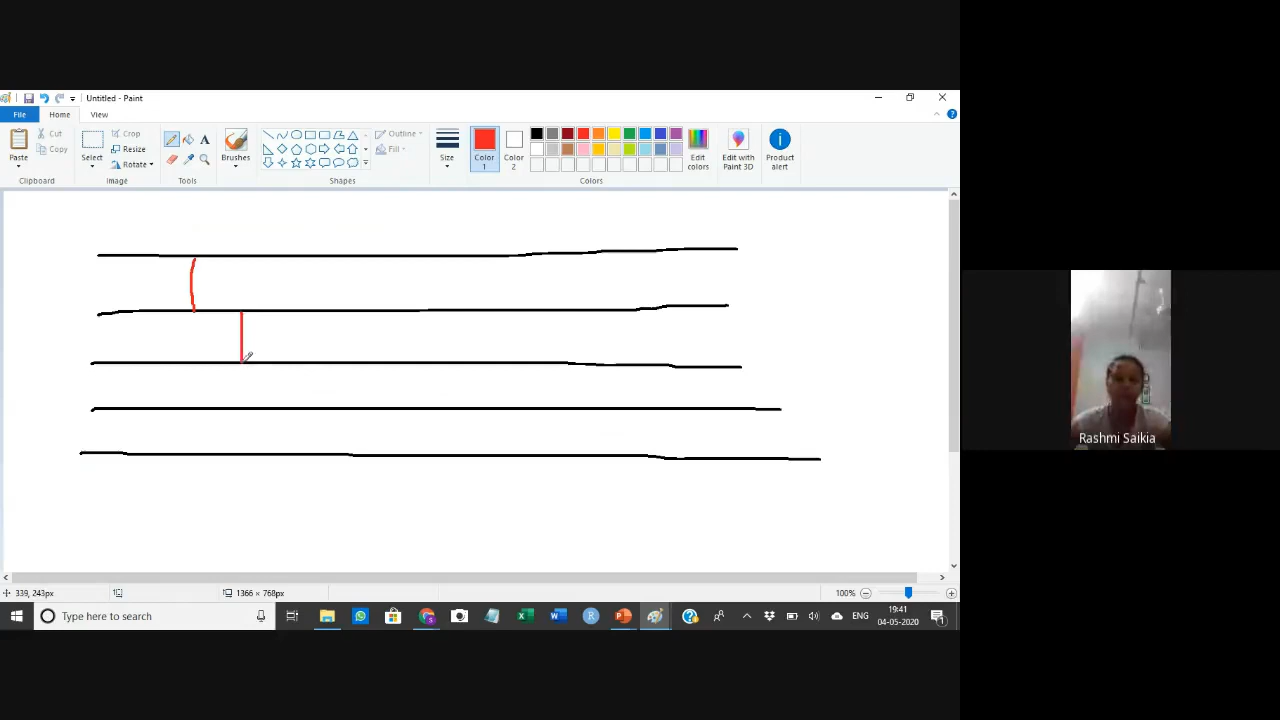 Untitled - Paint
File Home View
Paste Cut Copy Clipboard
Select Crop Resize Rotate Image
Tools
Brushes
Shapes Outline Fill
Size
Color 1
Color 2
Edit colors
Colors
Edit with Paint 3D
Product alert
Rashmi Saikia
339, 243px
1366 × 768px
100%
Type here to search
ENG
19:41
04-05-2020